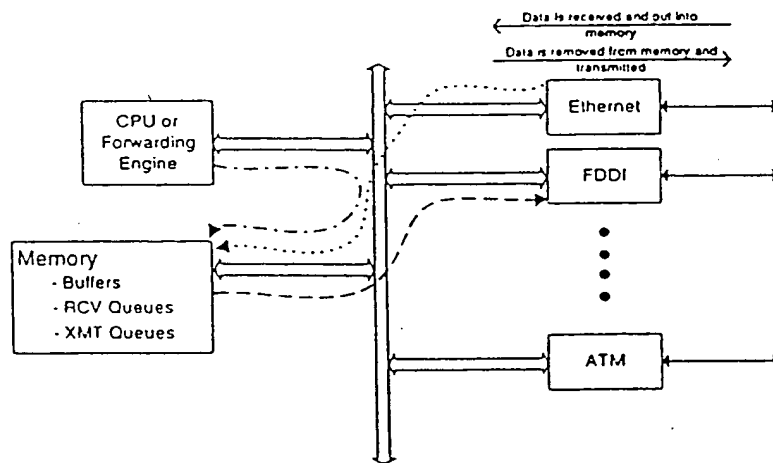 Data is received and put into
memory
Data is removed from memory and
transmitted
CPU or
Forwarding
Engine
Ethernet
FDDI
Memory
- Buffers
- RCV Queues
- XMT Queues
ATM